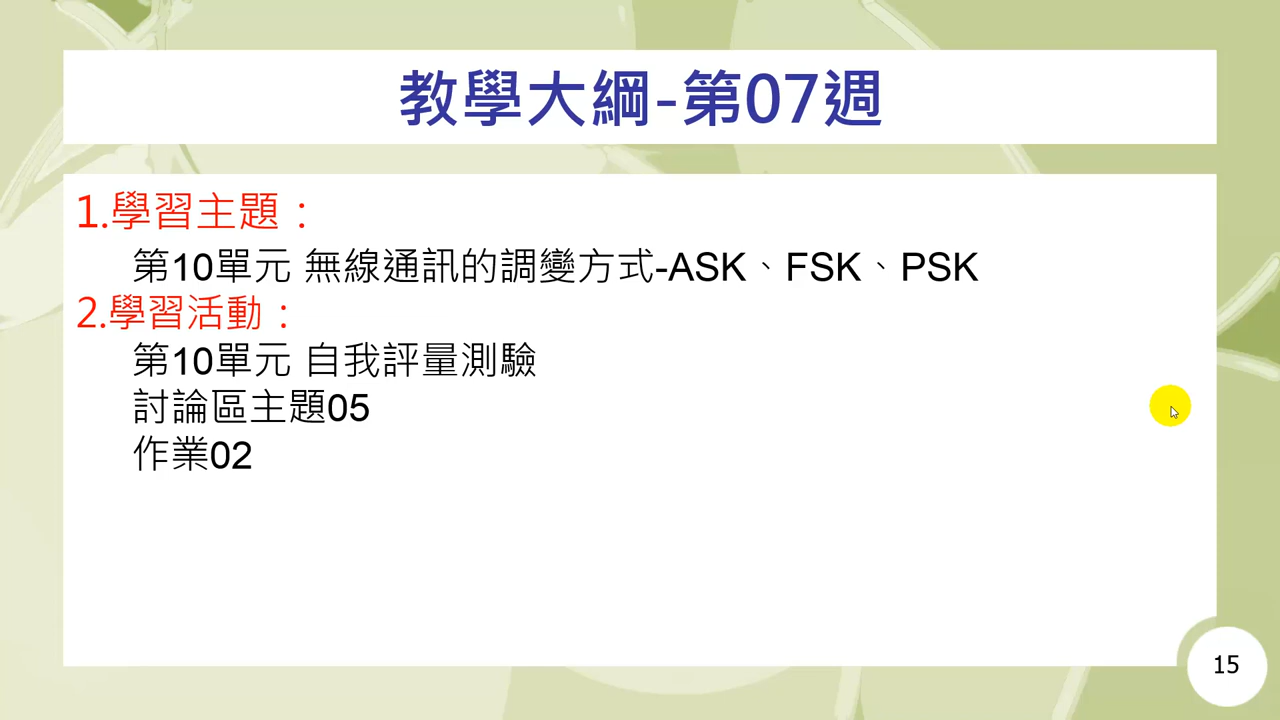 教學大綱-第07週
1.學習主題：
第10單元 無線通訊的調變方式-ASK、FSK、PSK
2.學習活動：
第10單元 自我評量測驗
討論區主題05
作業02
15